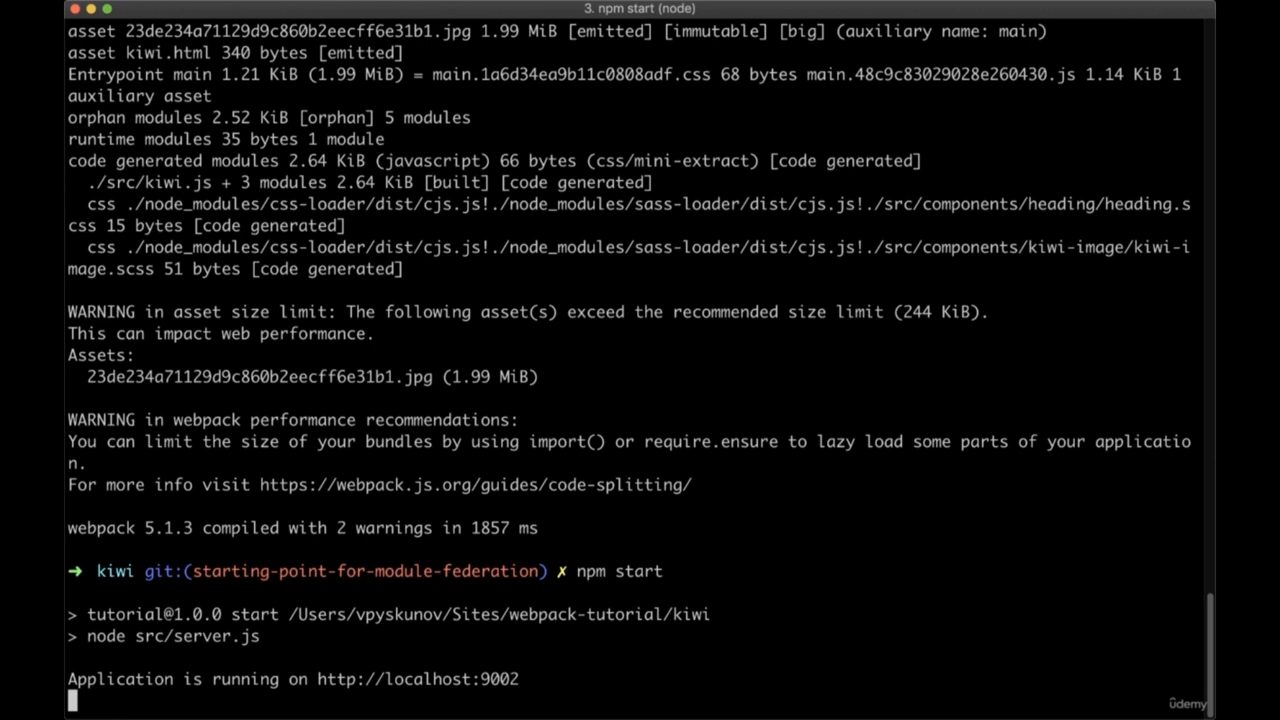 3. npm start (node)
asset 23de234a71129d9c860b2eecff6e31b1.jpg 1.99 MiB [emitted] [immutable] [big] (auxiliary name: main)
asset kiwi.html 340 bytes [emitted]
Entrypoint main 1.21 KiB (1.99 MiB) = main.1a6d34ea9b11c0808adf.css 68 bytes main.48c9c83029028e260430.js 1.14 KiB 1
auxiliary asset
orphan modules 2.52 KiB [orphan] 5 modules
runtime modules 35 bytes 1 module
code generated modules 2.64 KiB (javascript) 66 bytes (css/mini-extract) [code generated]
./src/kiwi.js + 3 modules 2.64 KiB [built] [code generated]
css ./node_modules/css-loader/dist/cjs.js!./node_modules/sass-loader/dist/cjs.js!./src/components/heading/heading.s
css 15 bytes [code generated]
css ./node_modules/css-loader/dist/cjs.js!./node_modules/sass-loader/dist/cjs.js!./src/components/kiwi-image/kiwi-i
mage.scss 51 bytes [code generated]
WARNING in asset size limit: The following asset(s) exceed the recommended size limit (244 KiB).
This can impact web performance.
Assets:
23de234a71129d9c860b2eecff6e31b1.jpg (1.99 MiB)
WARNING in webpack performance recommendations:
You can limit the size of your bundles by using import() or require.ensure to lazy load some parts of your applicatio
n.
For more info visit https://webpack.js.org/guides/code-splitting/
webpack 5.1.3 compiled with 2 warnings in 1857 ms
➜ kiwi git:(starting-point-for-module-federation) ✗ npm start
> tutorial@1.0.0 start /Users/vpyskunov/Sites/webpack-tutorial/kiwi
> node src/server.js
Application is running on http://localhost:9002
ûdemy